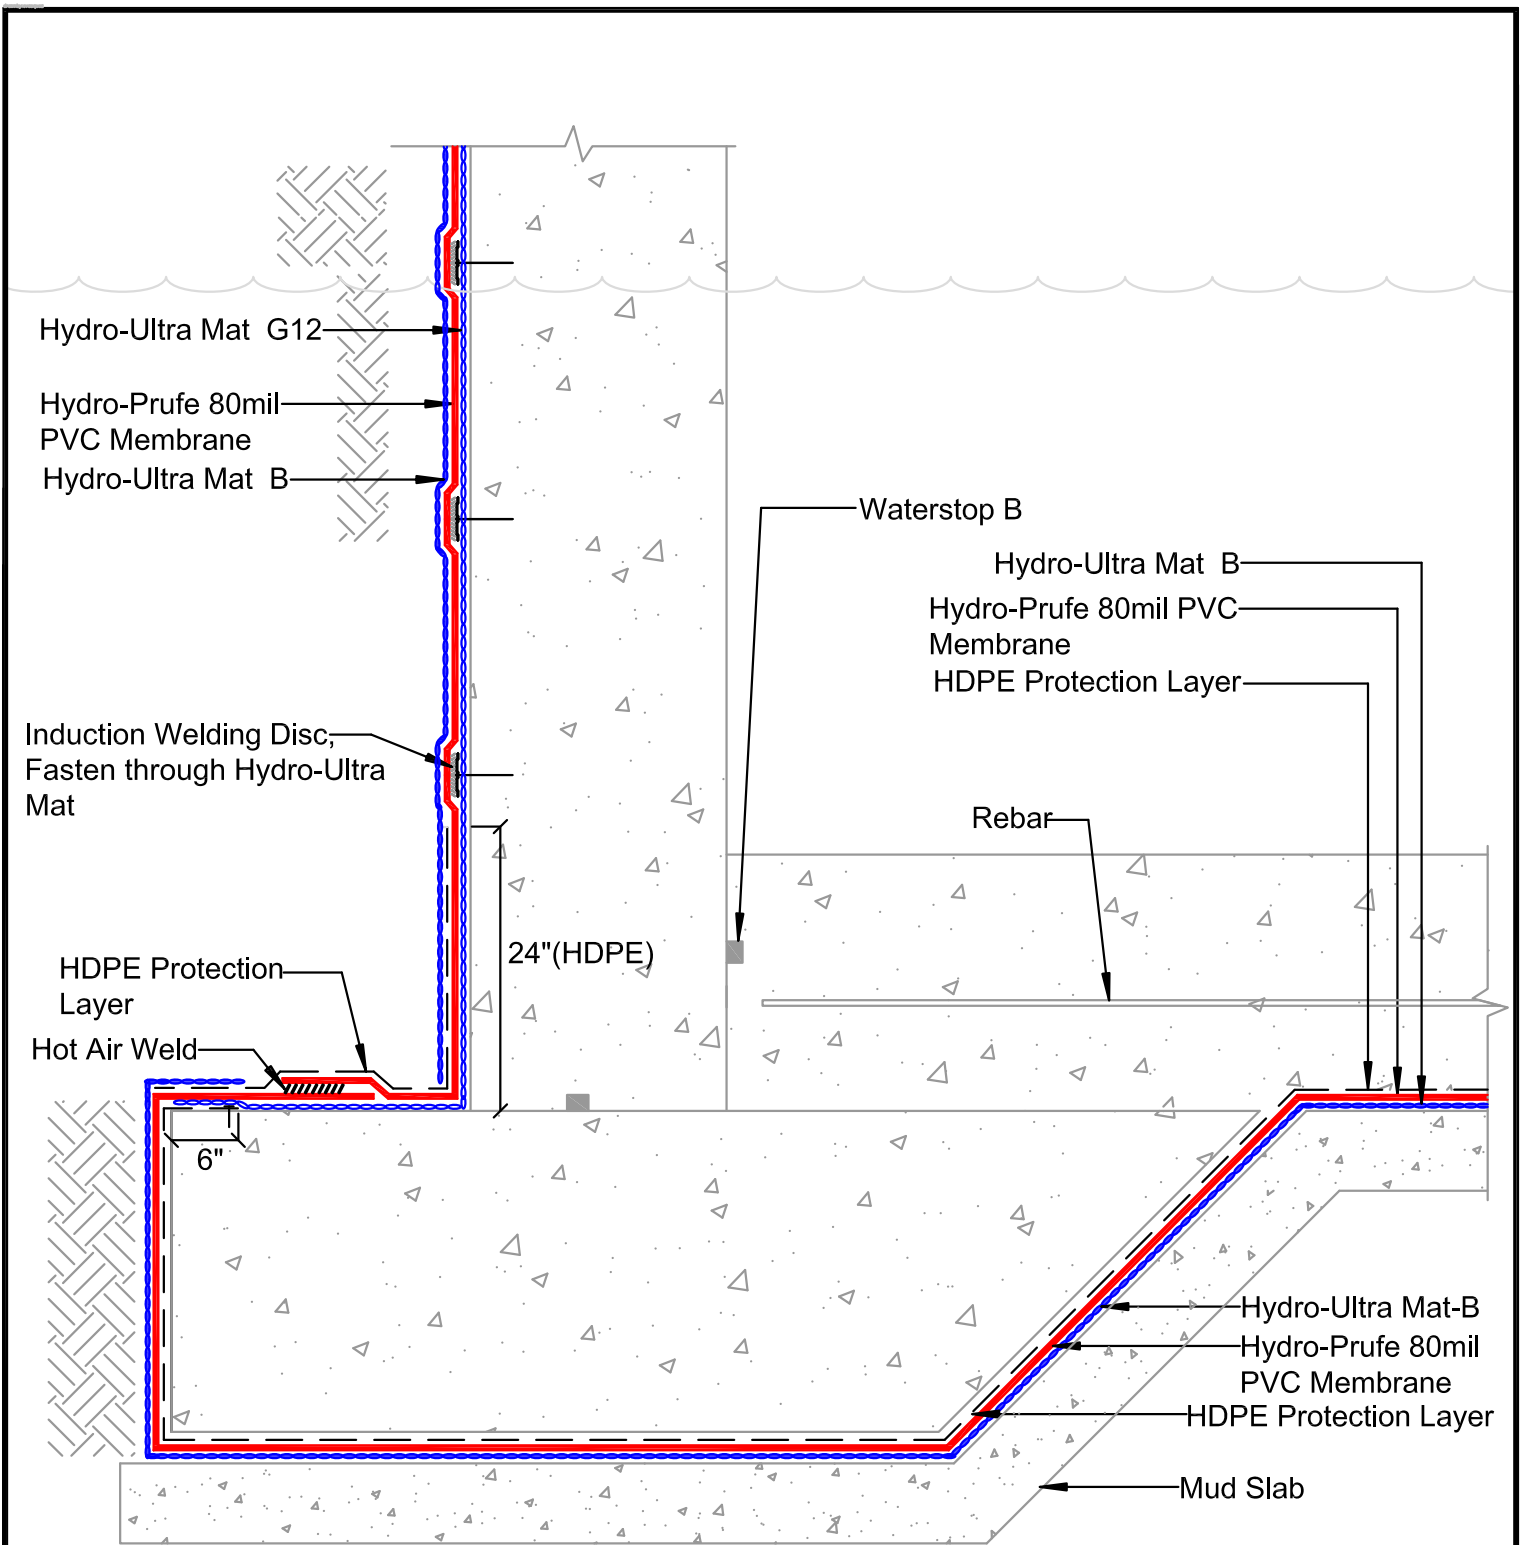 Hydro-Ultra Mat G12
Hydro-Prufe 80mil
PVC Membrane
Hydro-Ultra Mat B
Waterstop B
Hydro-Ultra Mat B
Hydro-Prufe 80mil PVC
Membrane
HDPE Protection Layer
Induction Welding Disc,
Fasten through Hydro-Ultra
Mat
Rebar
24"(HDPE)
HDPE Protection
Layer
Hot Air Weld
6"
Hydro-Ultra Mat-B
Hydro-Prufe 80mil
PVC Membrane
HDPE Protection Layer
Mud Slab